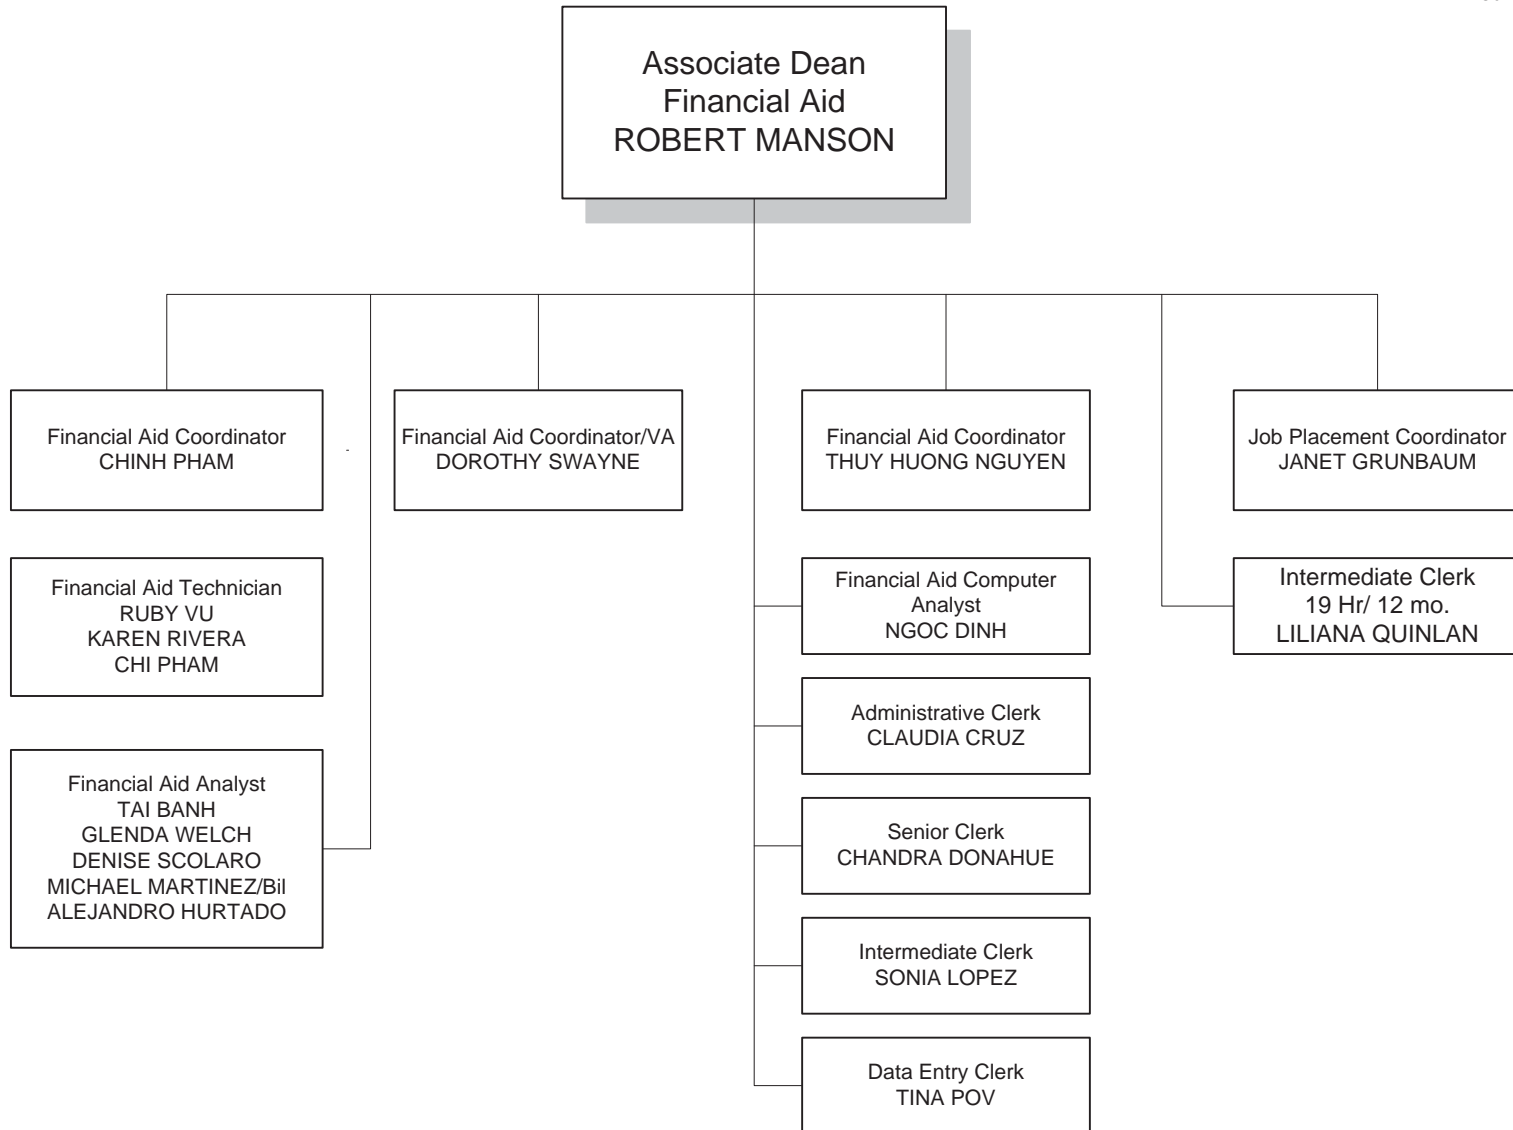 Associate Dean
Financial Aid
ROBERT MANSON
Financial Aid Coordinator
CHINH PHAM
Financial Aid Coordinator/VA
DOROTHY SWAYNE
Financial Aid Coordinator
THUY HUONG NGUYEN
Job Placement Coordinator
JANET GRUNBAUM
Financial Aid Technician
RUBY VU
KAREN RIVERA
CHI PHAM
Financial Aid Computer
Analyst
NGOC DINH
Intermediate Clerk
19 Hr/ 12 mo.
LILIANA QUINLAN
Administrative Clerk
CLAUDIA CRUZ
Financial Aid Analyst
TAI BANH
GLENDA WELCH
DENISE SCOLARO
MICHAEL MARTINEZ/Bil
ALEJANDRO HURTADO
Senior Clerk
CHANDRA DONAHUE
Intermediate Clerk
SONIA LOPEZ
Data Entry Clerk
TINA POV